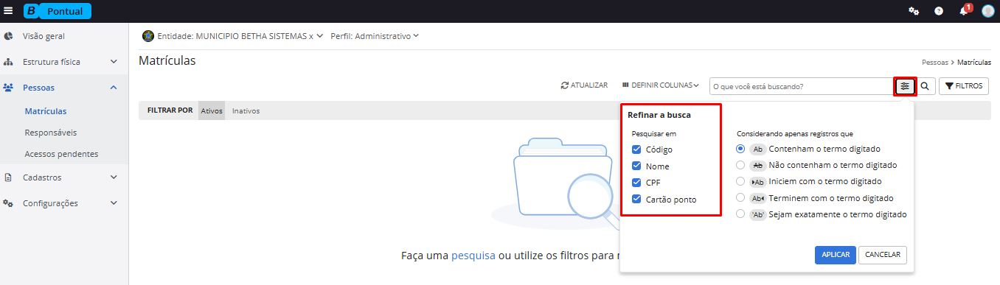 B Pontual
1
Visão geral
Estrutura física
Pessoas
Matrículas
Responsáveis
Acessos pendentes
Cadastros
Configurações
Entidade: MUNICIPIO BETHA SISTEMAS x Perfil: Administrativo
Matrículas
Pessoas > Matrículas
ATUALIZAR DEFINIR COLUNAS O que você está buscando? FILTROS
FILTRAR POR Ativos Inativos
Refinar a busca
Pesquisar em
Código
Nome
CPF
Cartão ponto
Considerando apenas registros que
Ab Contenham o termo digitado
Ab Não contenham o termo digitado
Ab Iniciem com o termo digitado
Ab Terminem com o termo digitado
'Ab' Sejam exatamente o termo digitado
APLICAR CANCELAR
Faça uma pesquisa ou utilize os filtros para